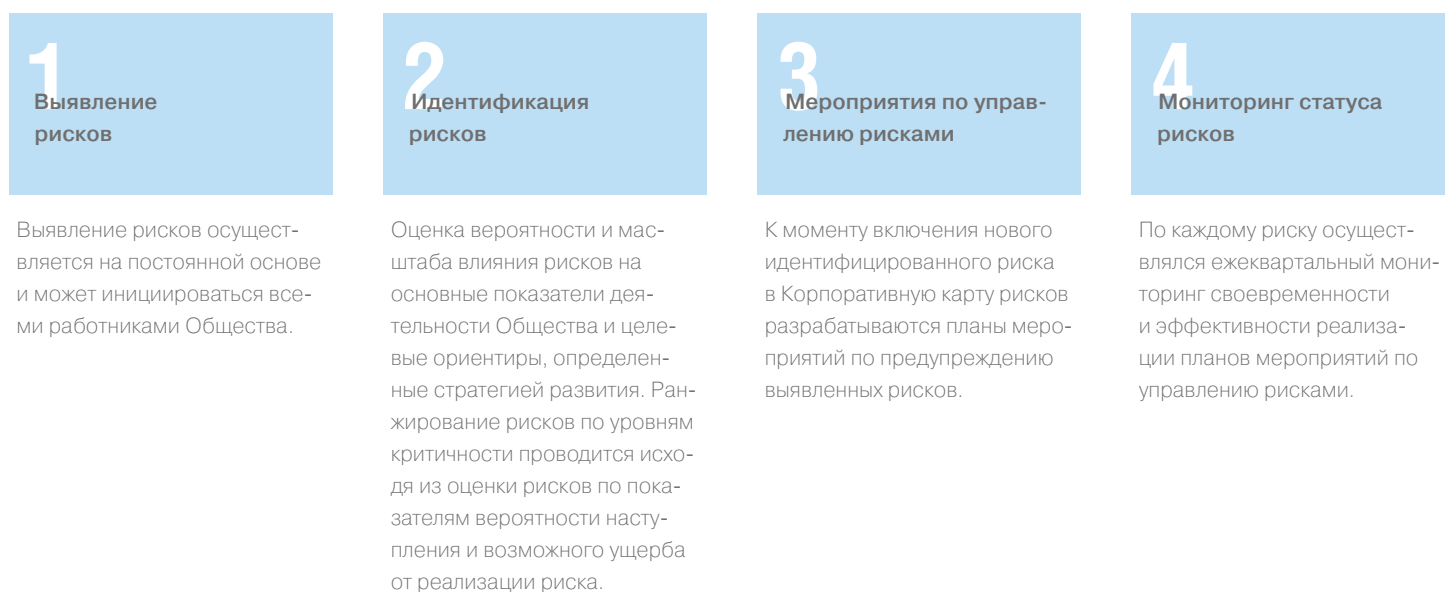 1
Выявление
рисков
Выявление рисков осущест-
вляется на постоянной основе
и может инициироваться все-
ми работниками Общества.
2
Идентификация
рисков
Оценка вероятности и мас-
штаба влияния рисков на
основные показатели дея-
тельности Общества и целе-
вые ориентиры, определен-
ные стратегией развития. Ран-
жирование рисков по уровням
критичности проводится исхо-
дя из оценки рисков по пока-
зателям вероятности насту-
пления и возможного ущерба
от реализации риска.
3
Мероприятия по управ-
лению рисками
К моменту включения нового
идентифицированного риска
в Корпоративную карту рисков
разрабатываются планы меро-
приятий по предупреждению
выявленных рисков.
4
Мониторинг статуса
рисков
По каждому риску осущест-
влялся ежеквартальный мони-
торинг своевременности
и эффективности реализа-
ции планов мероприятий по
управлению рисками.